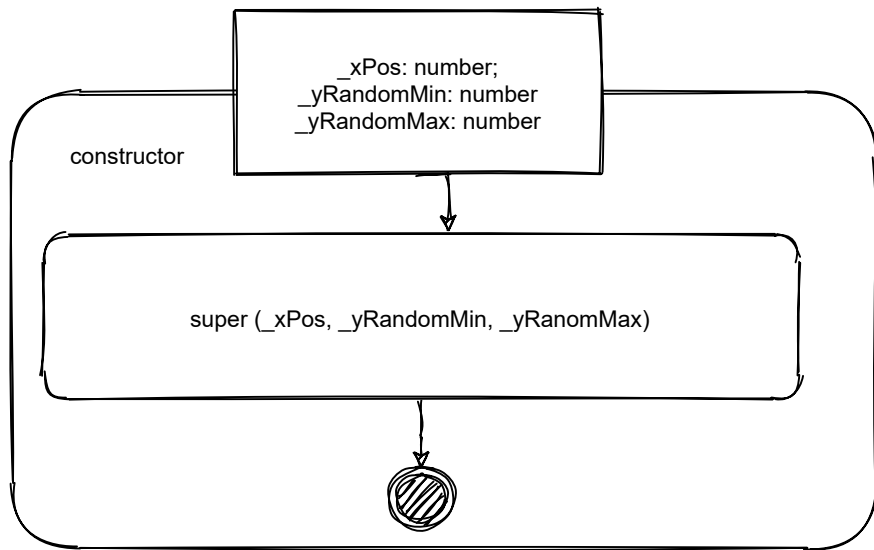 _xPos: number;
_yRandomMin: number
_yRandomMax: number
constructor
super (_xPos, _yRandomMin, _yRanomMax)